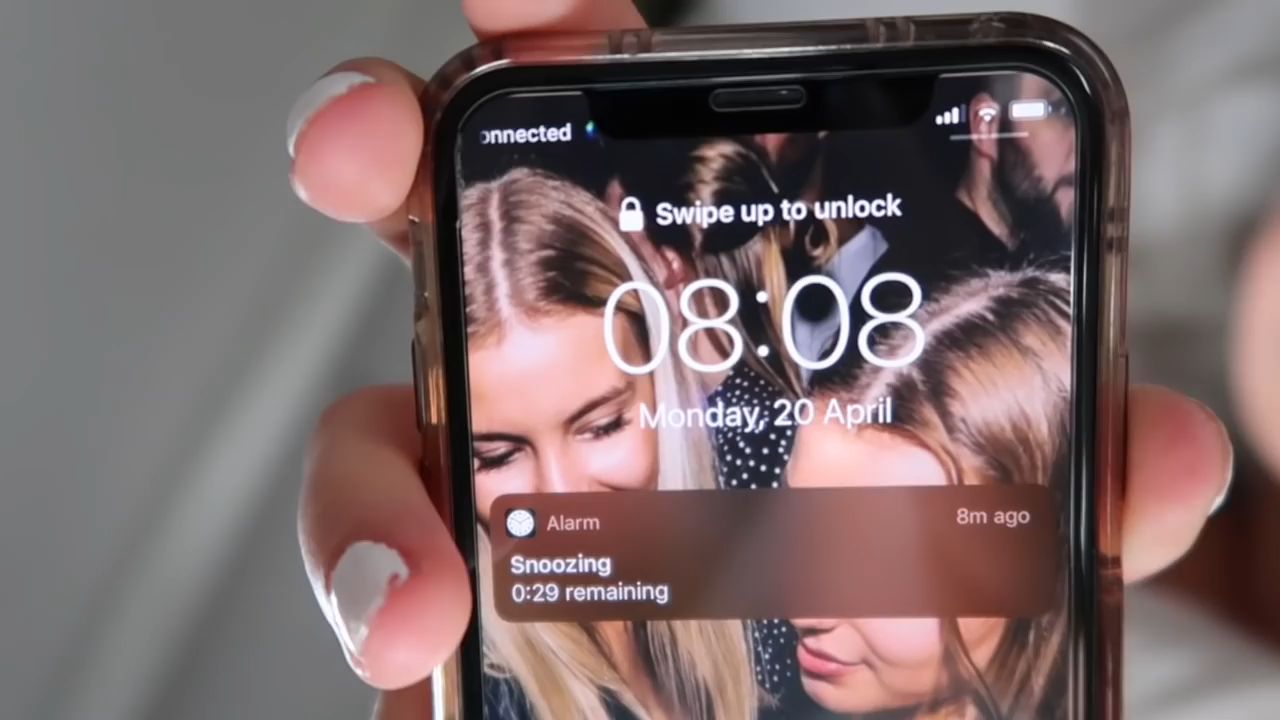 onnected
Swipe up to unlock
08:08
Monday, 20 April
Alarm
8m ago
Snoozing
0:29 remaining